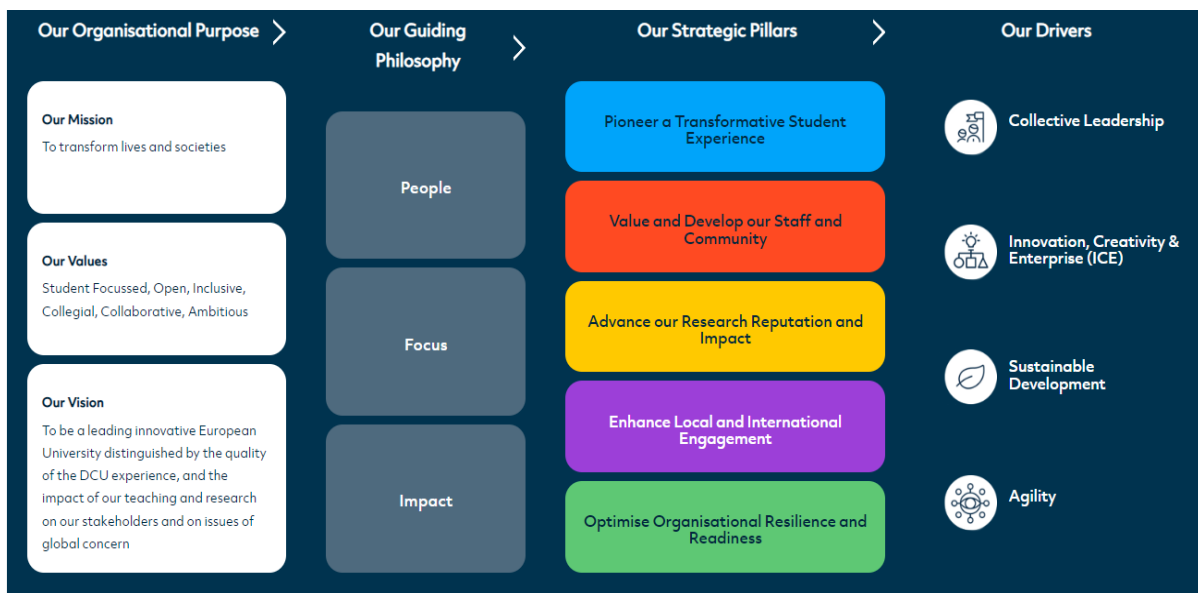 Our Organisational Purpose
Our Guiding
Philosophy
Our Strategic Pillars
Our Drivers
Our Mission
To transform lives and societies
Our Values
Student Focussed, Open, Inclusive,
Collegial, Collaborative, Ambitious
Our Vision
To be a leading innovative European
University distinguished by the quality
of the DCU experience, and the
impact of our teaching and research
on our stakeholders and on issues of
global concern
People
Focus
Impact
Pioneer a Transformative Student
Experience
Value and Develop our Staff and
Community
Advance our Research Reputation and
Impact
Enhance Local and International
Engagement
Optimise Organisational Resilience and
Readiness
Collective Leadership
Innovation, Creativity &
Enterprise (ICE)
Sustainable
Development
Agility